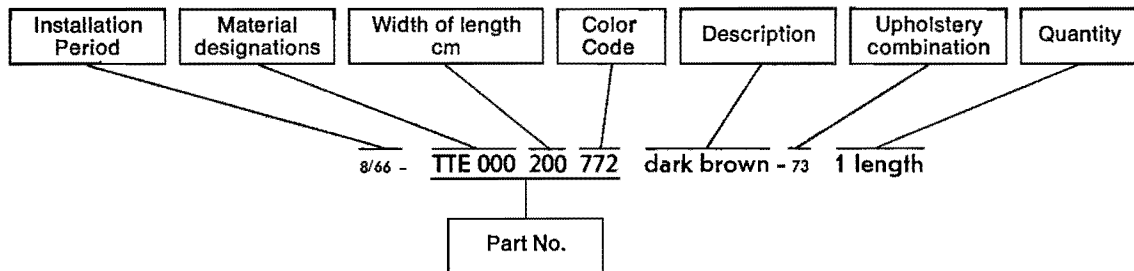 Installation
Period
Material
designations
Width of length
cm
Color
Code
Description
Upholstery
combination
Quantity
8/66 – TTE 000 200 772 dark brown – 73 1 length
Part No.